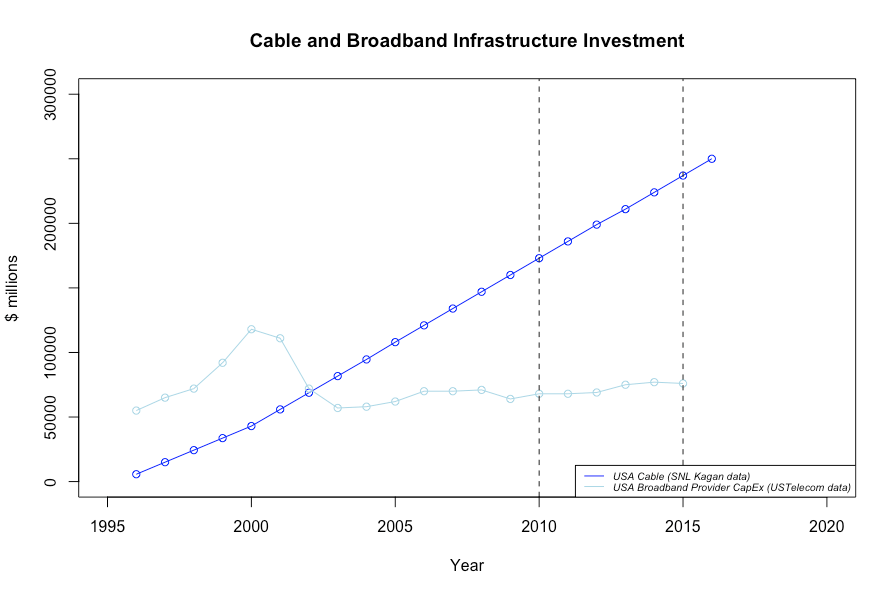 Cable and Broadband Infrastructure Investment
$ millions
300000
200000
100000
50000
0
1995 2000 2005 2010 2015 2020
Year
USA Cable (SNL Kagan data)
USA Broadband Provider CapEx (USTelecom data)